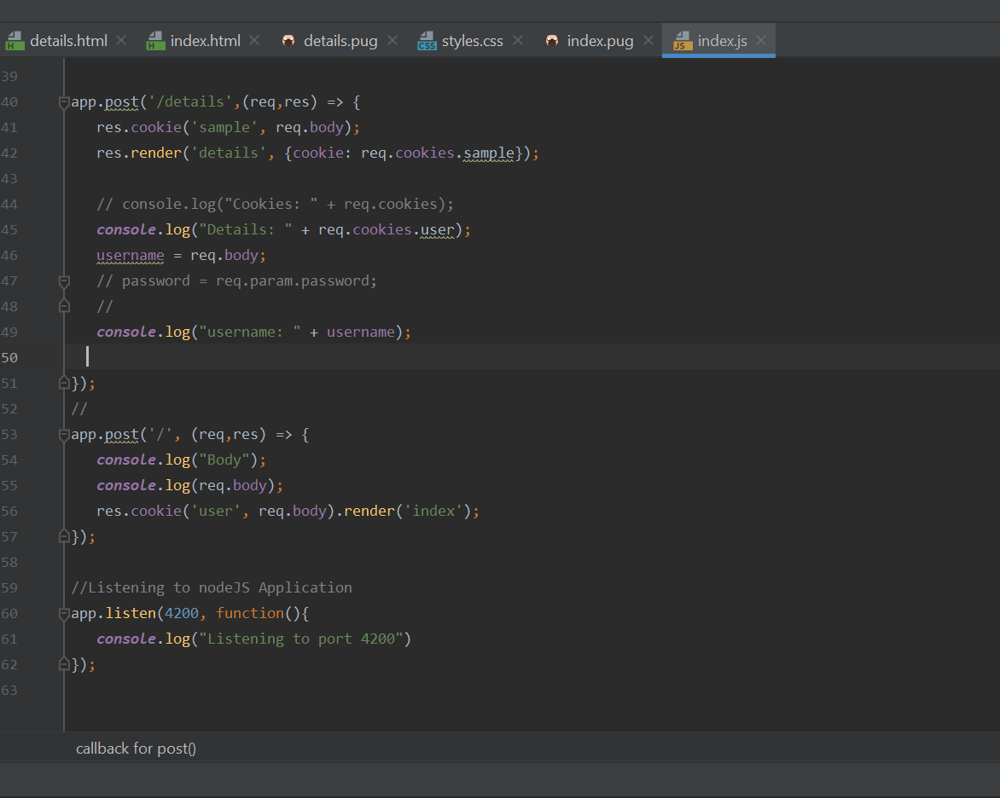 details.html index.html details.pug styles.css index.pug index.js
39
40 app.post('/details',(req,res) => {
41 res.cookie('sample', req.body);
42 res.render('details', {cookie: req.cookies.sample});
43
44 // console.log("Cookies: " + req.cookies);
45 console.log("Details: " + req.cookies.user);
46 username = req.body;
47 // password = req.param.password;
48 //
49 console.log("username: " + username);
50
51 });
52 //
53 app.post('/', (req,res) => {
54 console.log("Body");
55 console.log(req.body);
56 res.cookie('user', req.body).render('index');
57 });
58
59 //Listening to nodeJS Application
60 app.listen(4200, function(){
61 console.log("Listening to port 4200")
62 });
63
callback for post()